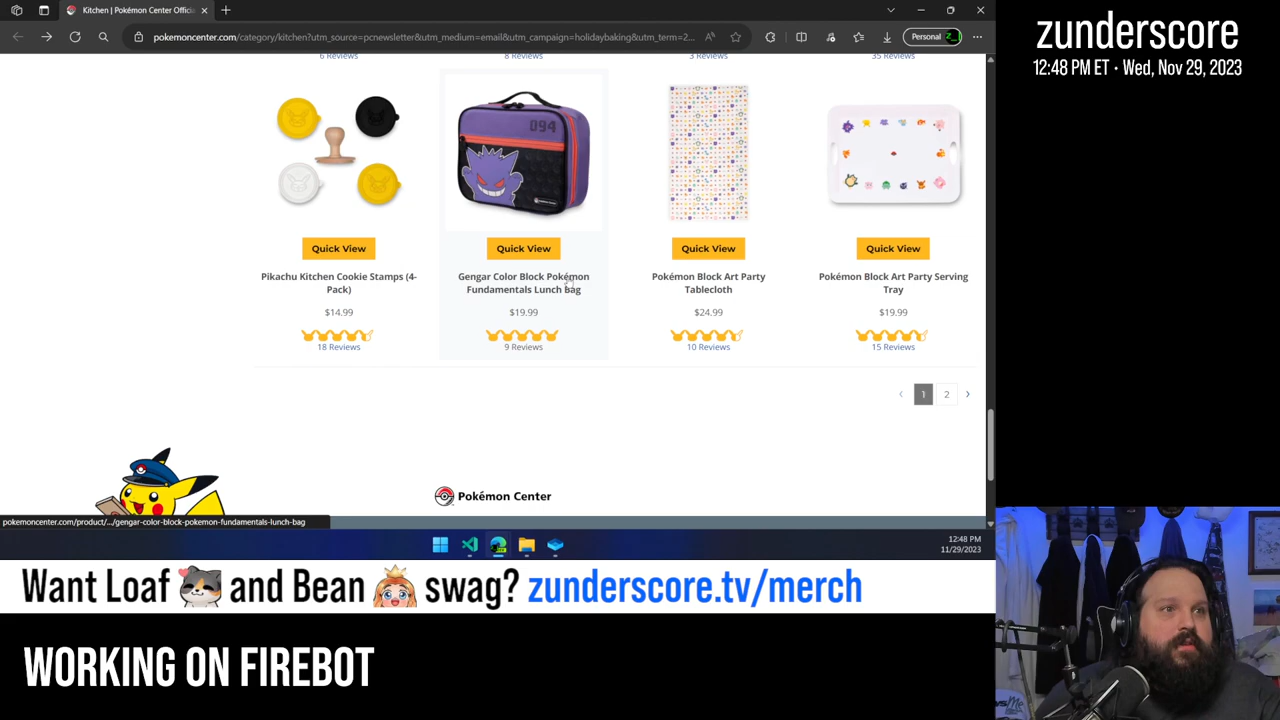 Kitchen | Pokémon Center Offici
pokemoncenter.com/category/kitchen?utm_source=pcnewsletter&utm_medium=email&utm_campaign=holidaybaking&utm_term=2...
Personal
6 Reviews
8 Reviews
3 Reviews
35 Reviews
094
Pokémon Center
Quick View
Quick View
Quick View
Quick View
Pikachu Kitchen Cookie Stamps (4-
Pack)
$14.99
18 Reviews
Gengar Color Block Pokémon
Fundamentals Lunch Bag
$19.99
9 Reviews
Pokémon Block Art Party
Tablecloth
$24.99
10 Reviews
Pokémon Block Art Party Serving
Tray
$19.99
15 Reviews
1
2
Pokémon Center
pokemoncenter.com/product/.../gengar-color-block-pokemon-fundamentals-lunch-bag
12:48 PM
11/29/2023
zunderscore
12:48 PM ET • Wed, Nov 29, 2023
Want Loaf and Bean swag? zunderscore.tv/merch
WORKING ON FIREBOT